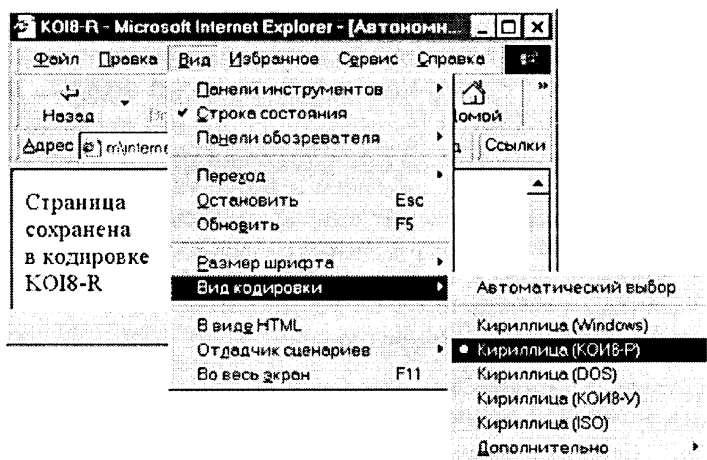 KOI8-R - Microsoft Internet Explorer - [Автономн...
Файл Правка Вид Избранное Сервис Справка
Назад
омой
»
Адрес
Ссылки
Панели инструментов
✓ Строка состояния
Панели обозревателя
Переход
Остановить Esc
Обновить F5
Размер шрифта
Вид кодировки
В виде HTML
Отладчик сценариев
Во весь экран F11
Страница
сохранена
в кодировке
KOI8-R
Автоматический выбор
Кириллица (Windows)
Кириллица (КОИ8-Р)
Кириллица (DOS)
Кириллица (КОИ8-У)
Кириллица (ISO)
Дополнительно